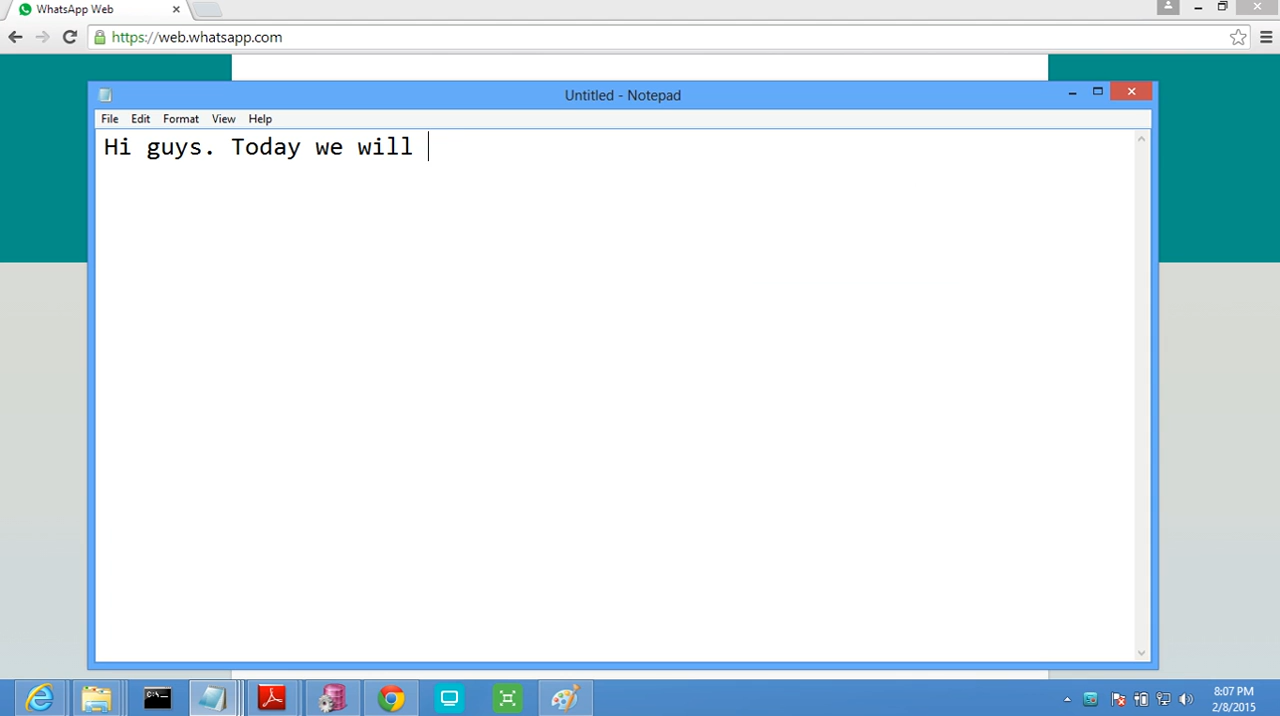 WhatsApp Web
https://web.whatsapp.com
Untitled - Notepad
File Edit Format View Help
Hi guys. Today we will
8:07 PM
2/8/2015